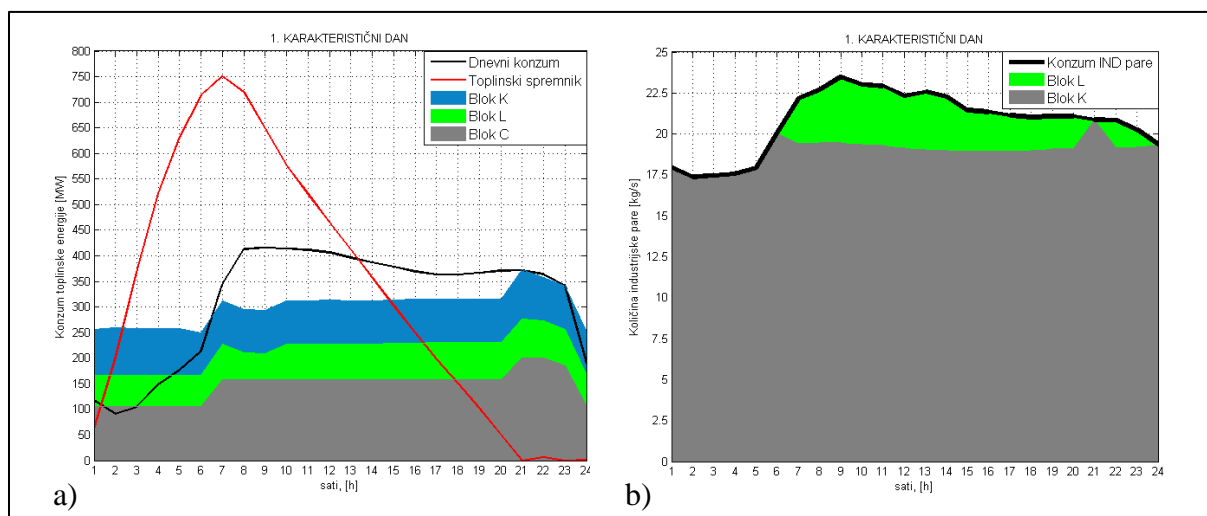 1. KARAKTERISTIČNI DAN
Konzum toplinske energije [MW]
800
750
700
650
600
550
500
450
400
350
300
250
200
150
100
50
0
Dnevni konzum
Toplinski spremnik
Blok K
Blok L
Blok C
1 2 3 4 5 6 7 8 9 10 11 12 13 14 15 16 17 18 19 20 21 22 23 24
sati, [h]
a)
1. KARAKTERISTIČNI DAN
Količina industrijske pare [kg/s]
25
22.5
20
17.5
15
12.5
10
7.5
5
2.5
0
Konzum IND pare
Blok L
Blok K
1 2 3 4 5 6 7 8 9 10 11 12 13 14 15 16 17 18 19 20 21 22 23 24
sati, [h]
b)